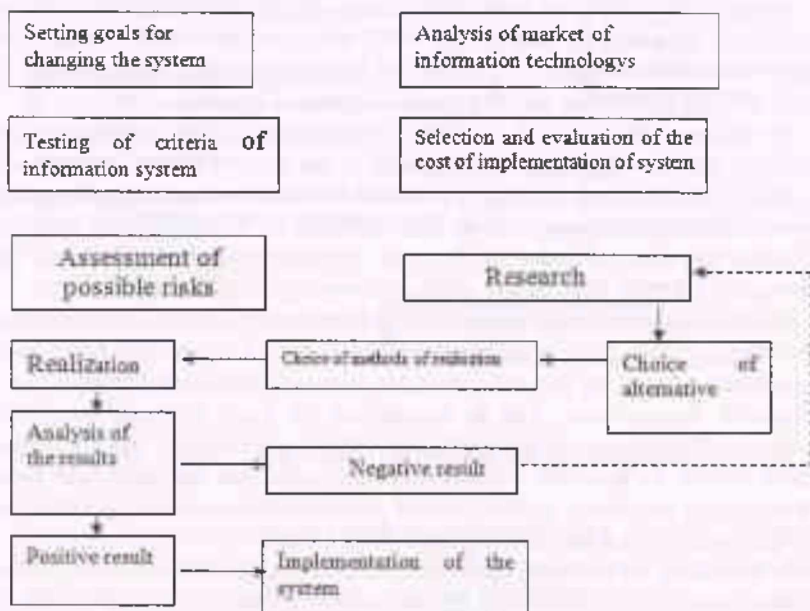 Setting goals for
changing the system
Analysis of market of
information technologys
Testing of criteria of
information system
Selection and evaluation of the
cost of implementation of system
Assessment of
possible risks
Research
Realization
Choice of methods of realization
Choice of
alternative
Analysis of
the results
Negative result
Positive result
Implementation of the
system